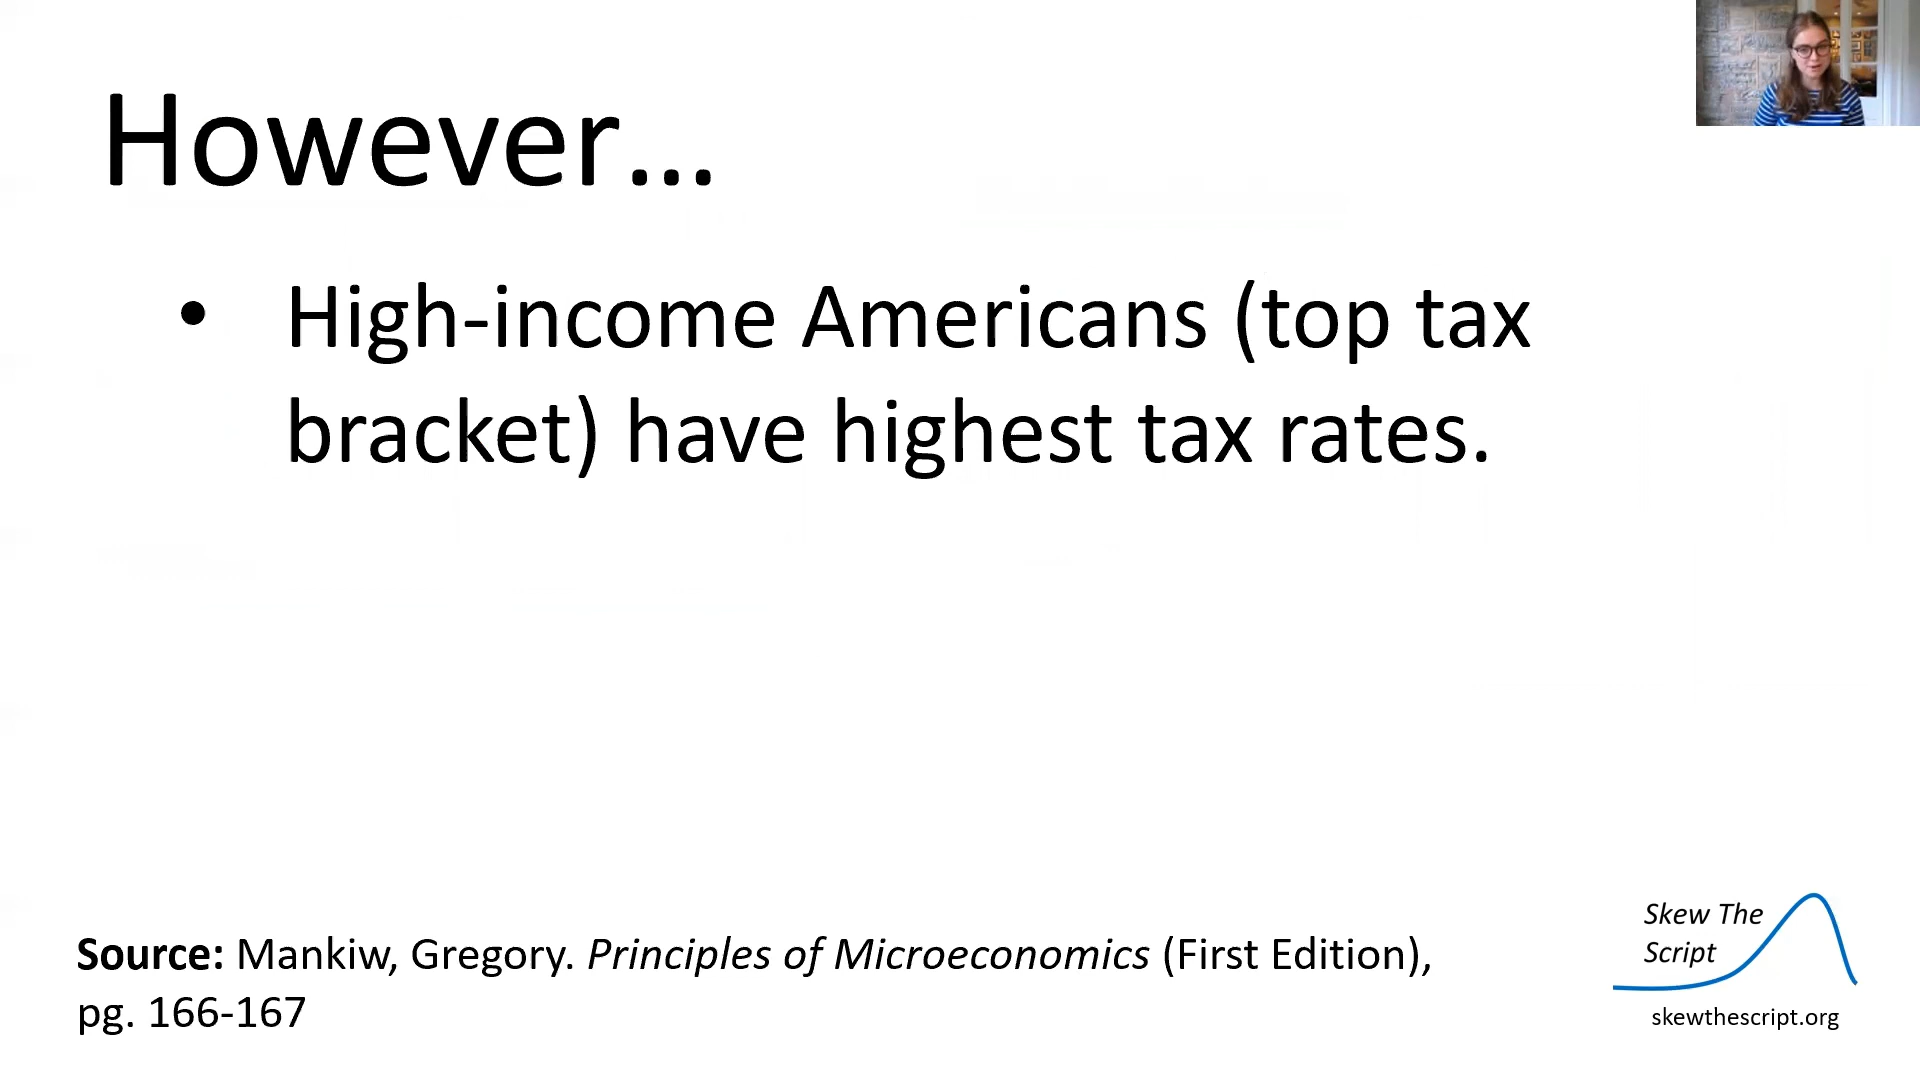 However...
• High-income Americans (top tax
bracket) have highest tax rates.
Source: Mankiw, Gregory. Principles of Microeconomics (First Edition),
pg. 166-167
Skew The
Script
skewthescript.org